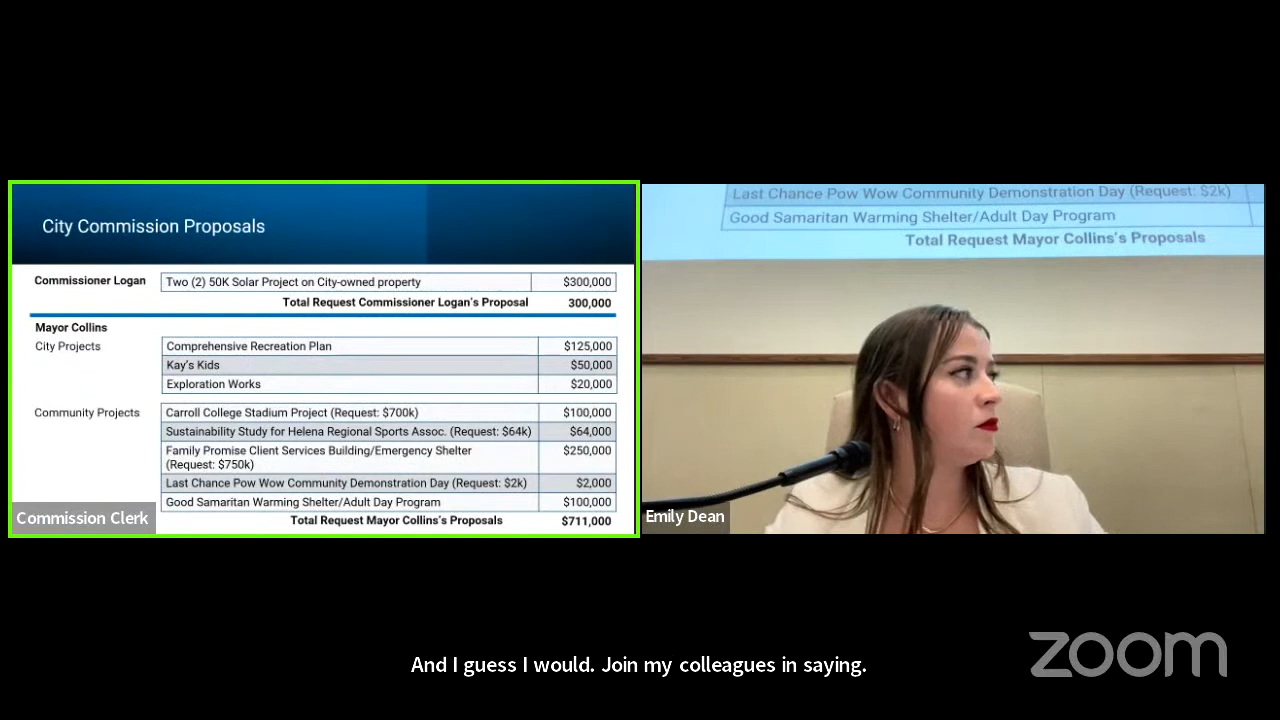 City Commission Proposals
Commissioner Logan
Two (2) 50K Solar Project on City-owned property $300,000
Total Request Commissioner Logan's Proposal 300,000
Mayor Collins
City Projects
Comprehensive Recreation Plan $125,000
Kay's Kids $50,000
Exploration Works $20,000
Community Projects
Carroll College Stadium Project (Request: $700k) $100,000
Sustainability Study for Helena Regional Sports Assoc. (Request: $64k) $64,000
Family Promise Client Services Building/Emergency Shelter $250,000
(Request: $750k)
Last Chance Pow Wow Community Demonstration Day (Request: $2k) $2,000
Good Samaritan Warming Shelter/Adult Day Program $100,000
Total Request Mayor Collins's Proposals $711,000
Commission Clerk
Last Chance Pow Wow Community Demonstration Day (Request: $2k)
Good Samaritan Warming Shelter/Adult Day Program
Total Request Mayor Collins's Proposals
Emily Dean
And I guess I would. Join my colleagues in saying.
zoom